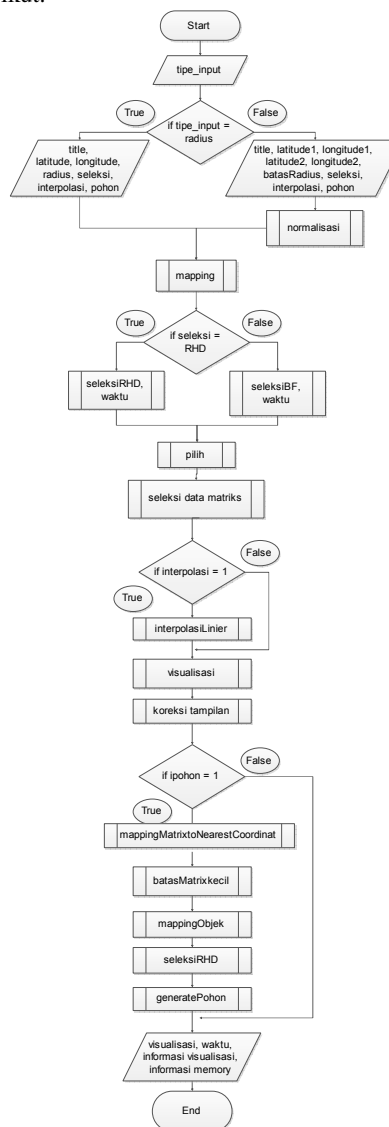 Start
tipe_input
True
False
if tipe_input =
radius
title,
latitude, longitude,
radius, seleksi,
interpolasi, pohon
title, latitude1, longitude1,
latitude2, longitude2,
batasRadius, seleksi,
interpolasi, pohon
normalisasi
mapping
True
False
if seleksi =
RHD
seleksiRHD,
waktu
seleksiBF,
waktu
pilih
seleksi data matriks
False
if interpolasi = 1
True
interpolasiLinier
visualisasi
koreksi tampilan
False
if ipohon = 1
True
mappingMatrixtoNearestCoordinat
batasMatrixkecil
mappingObjek
seleksiRHD
generatePohon
visualisasi, waktu,
informasi visualisasi,
informasi memory
End